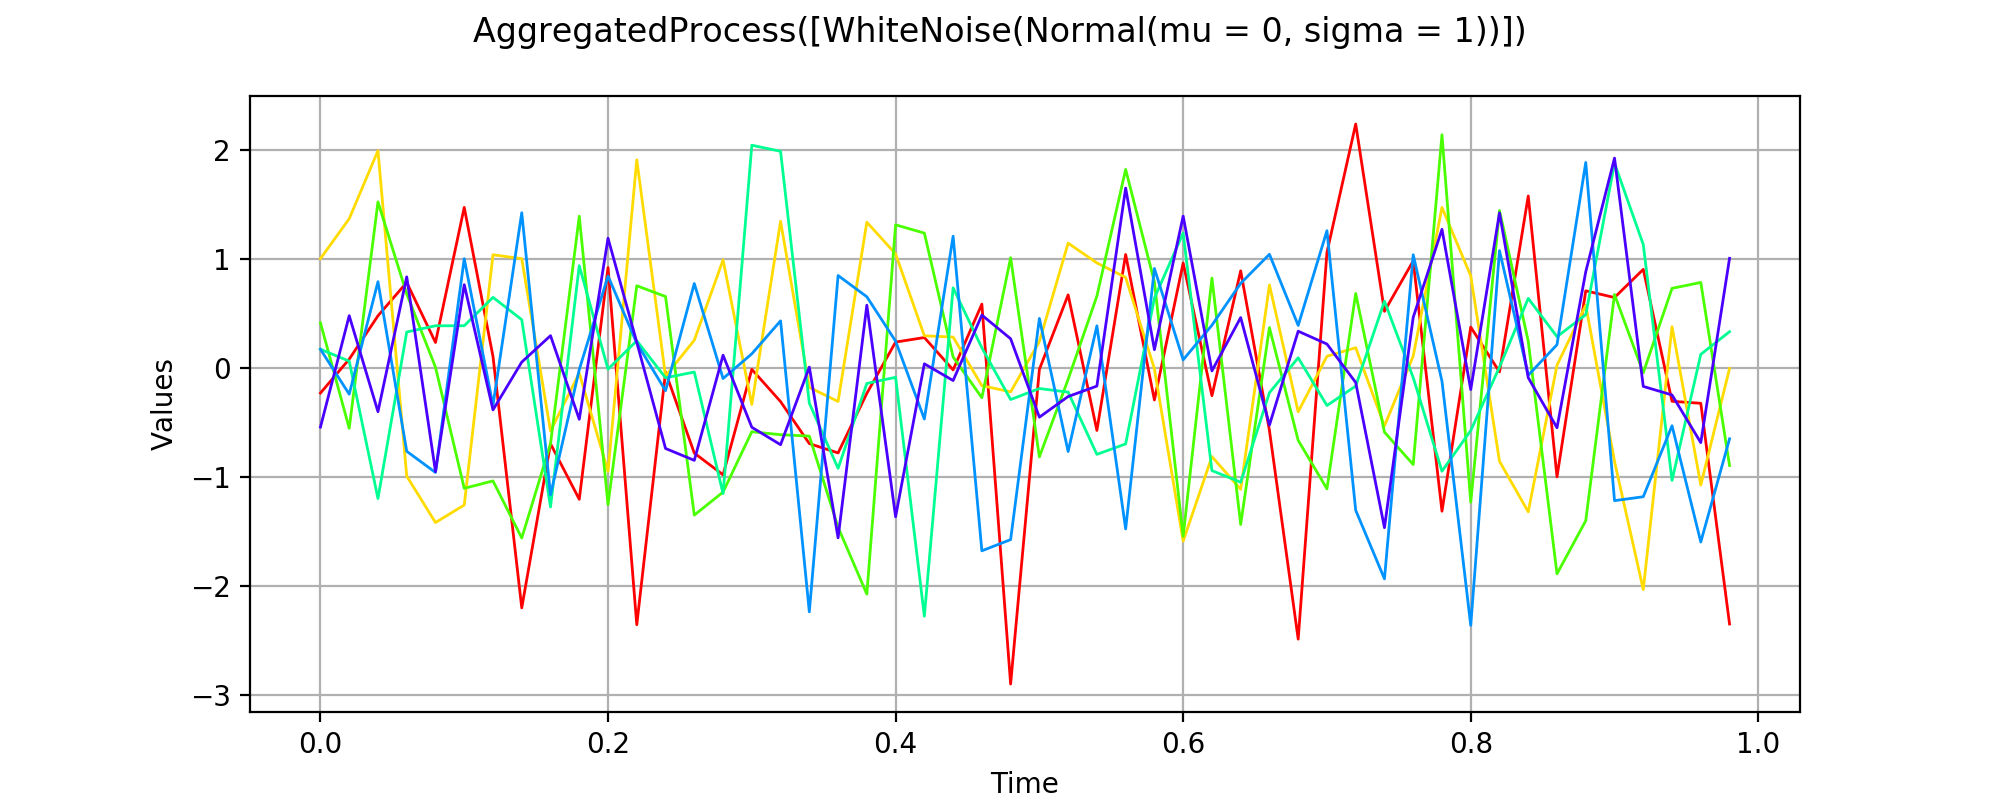 AggregatedProcess([WhiteNoise(Normal(mu = 0, sigma = 1))])
Values
2
1
0
−1
−2
−3
0.0 0.2 0.4 0.6 0.8 1.0
Time